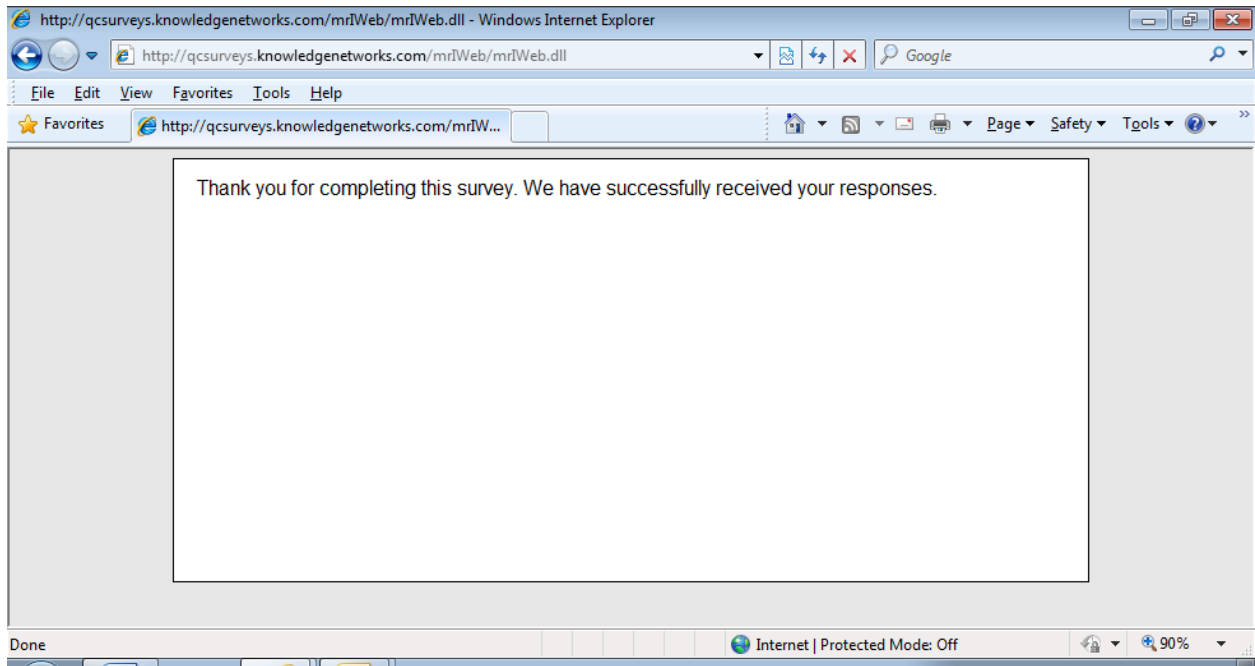 http://qcsurveys.knowledgenetworks.com/mrIWeb/mrIWeb.dll - Windows Internet Explorer
http://qcsurveys.knowledgenetworks.com/mrIWeb/mrIWeb.dll Google
File Edit View Favorites Tools Help
Favorites http://qcsurveys.knowledgenetworks.com/mrIW... Page Safety Tools
Thank you for completing this survey. We have successfully received your responses.
Done Internet | Protected Mode: Off 90%